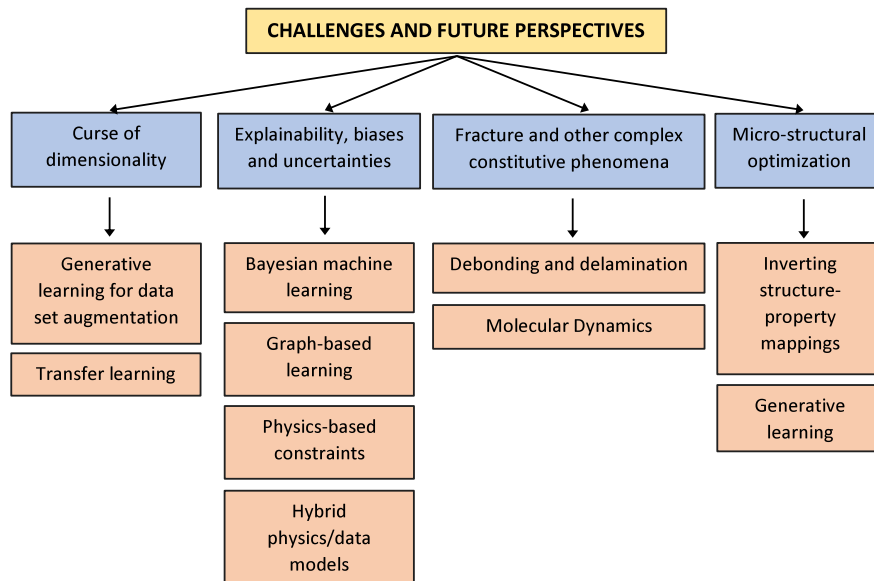 CHALLENGES AND FUTURE PERSPECTIVES
Curse of
dimensionality
Explainability, biases
and uncertainties
Fracture and other complex
constitutive phenomena
Micro-structural
optimization
Generative
learning for data
set augmentation
Transfer learning
Bayesian machine
learning
Graph-based
learning
Physics-based
constraints
Hybrid
physics/data
models
Debonding and delamination
Molecular Dynamics
Inverting
structure-
property
mappings
Generative
learning